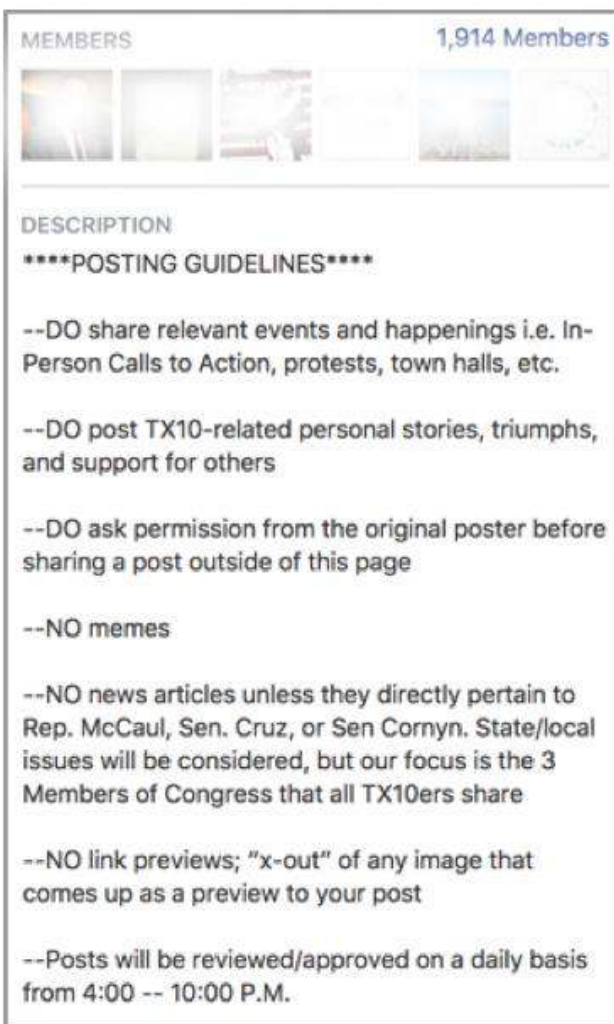 MEMBERS 1,914 Members
DESCRIPTION
****POSTING GUIDELINES****
--DO share relevant events and happenings i.e. In-
Person Calls to Action, protests, town halls, etc.
--DO post TX10-related personal stories, triumphs,
and support for others
--DO ask permission from the original poster before
sharing a post outside of this page
--NO memes
--NO news articles unless they directly pertain to
Rep. McCaul, Sen. Cruz, or Sen Cornyn. State/local
issues will be considered, but our focus is the 3
Members of Congress that all TX10ers share
--NO link previews; “x-out” of any image that
comes up as a preview to your post
--Posts will be reviewed/approved on a daily basis
from 4:00 -- 10:00 P.M.